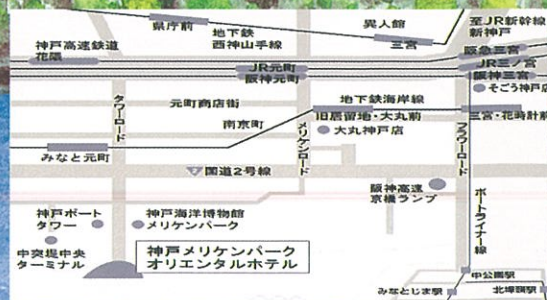 県庁前
地下鉄
西神山手線
異人館
三宮
至JR新幹線
新神戸
神戸高速鉄道
花隈
JR元町
阪神元町
阪急三宮
JR三ノ宮
阪神三宮
そごう神戸店
元町商店街
地下鉄海岸線
旧居留地・大丸前
三宮・花時計前
南京町
大丸神戸店
タワーロード
メリケンロード
フラワーロード
みなと元町
2 国道2号線
阪神高速
京橋ランプ
ポートライナー線
神戸ポート
タワー
神戸海洋博物館
メリケンパーク
中突堤中央
ターミナル
神戸メリケンパーク
オリエンタルホテル
中公園駅
みなとじま駅
北埠頭駅